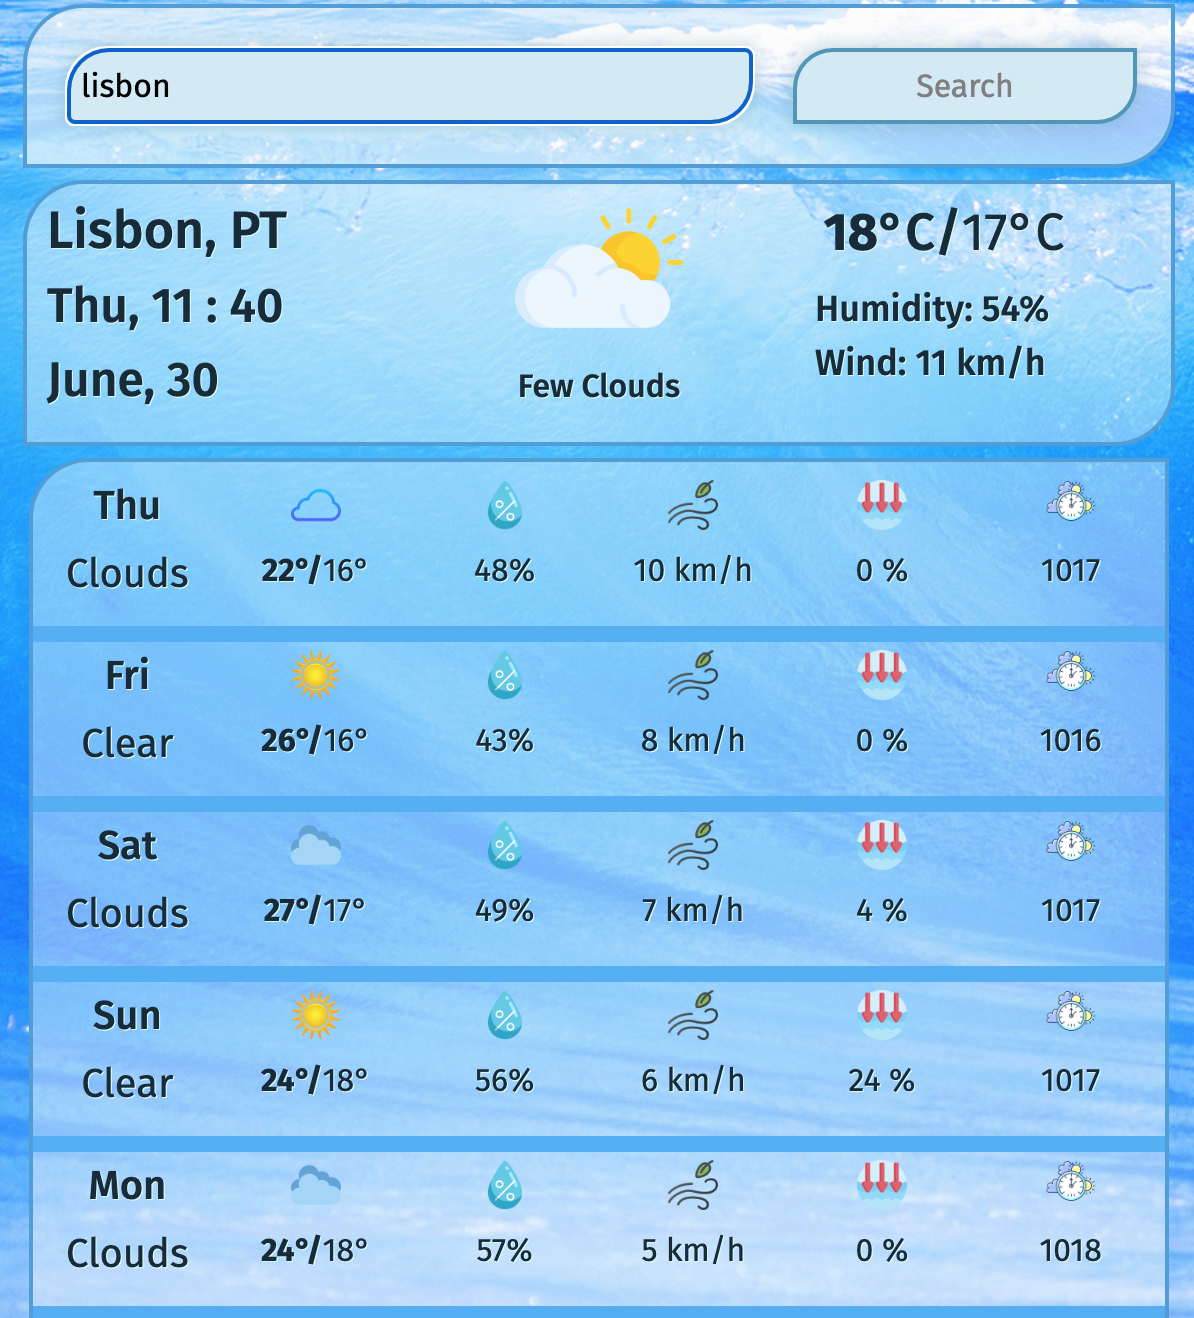 lisbon
Search
Lisbon, PT
Thu, 11 : 40
June, 30
Few Clouds
18°C/17°C
Humidity: 54%
Wind: 11 km/h
Thu
Clouds 22°/16° 48% 10 km/h 0 % 1017
Fri
Clear 26°/16° 43% 8 km/h 0 % 1016
Sat
Clouds 27°/17° 49% 7 km/h 4 % 1017
Sun
Clear 24°/18° 56% 6 km/h 24 % 1017
Mon
Clouds 24°/18° 57% 5 km/h 0 % 1018